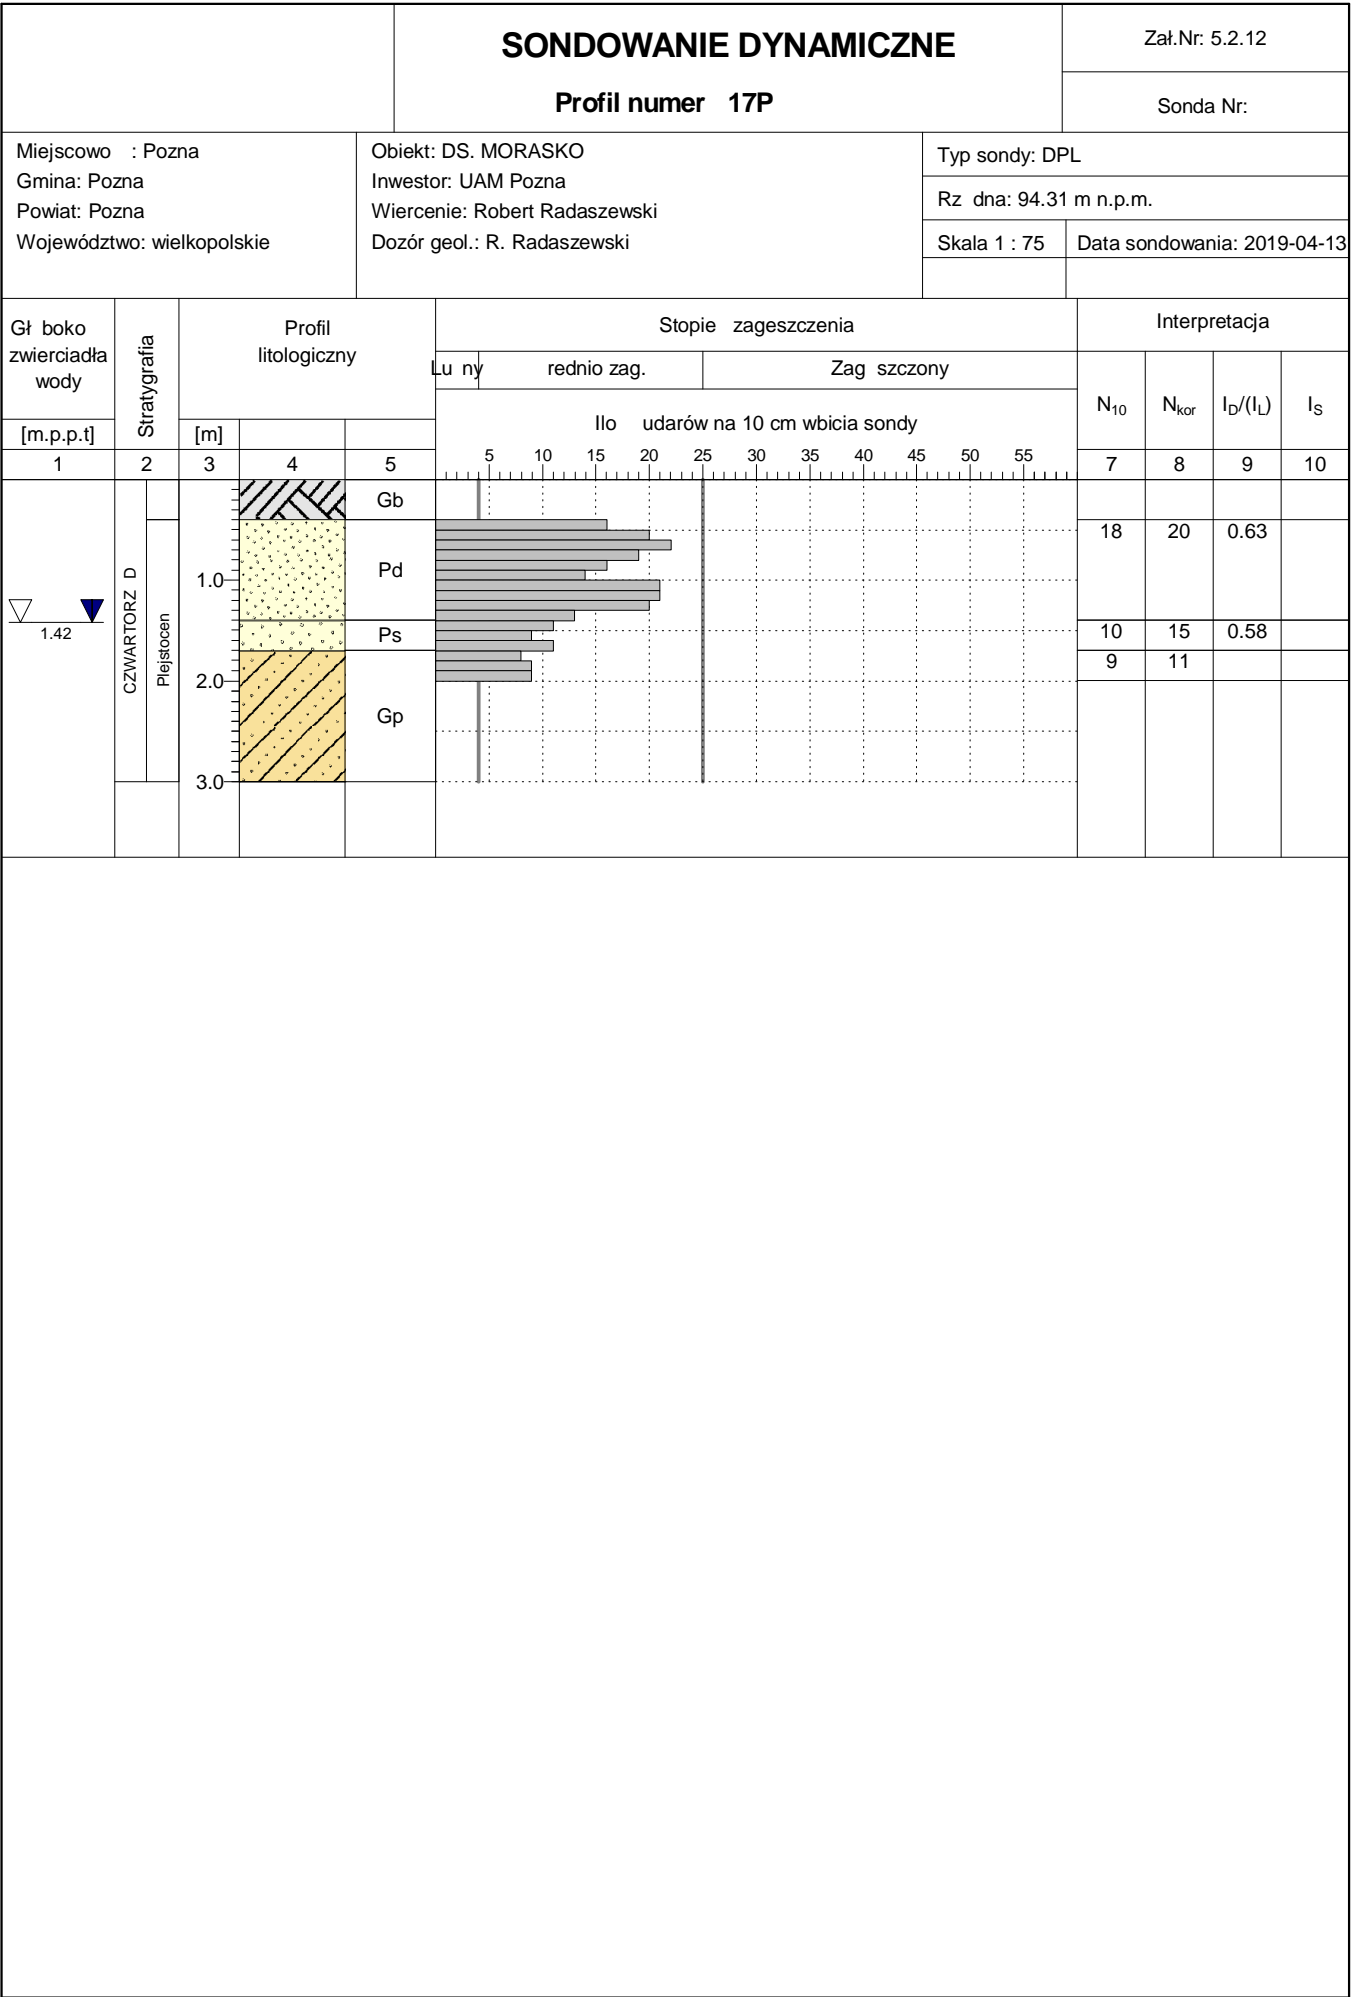 SONDOWANIE DYNAMICZNE
Profil numer 17P
Zał.Nr: 5.2.12
Sonda Nr:
Miejscowo : Pozna
Gmina: Pozna
Powiat: Pozna
Województwo: wielkopolskie
Obiekt: DS. MORASKO
Inwestor: UAM Pozna
Wiercenie: Robert Radaszewski
Dozór geol.: R. Radaszewski
Typ sondy: DPL
Rz dna: 94.31 m n.p.m.
Skala 1 : 75
Data sondowania: 2019-04-13
Gł boko
zwierciadła
wody
[m.p.p.t]
Stratygrafia
Profil
litologiczny
[m]
Stopie zageszczenia
Lu ny
rednio zag.
Zag szczony
Ilo udarów na 10 cm wbicia sondy
5 10 15 20 25 30 35 40 45 50 55
Interpretacja
N10 Nkor ID/(IL) IS
1 2 3 4 5 7 8 9 10
Gb
18 20 0.63
Pd
1.0
1.42
CZWARTORZ D
Plejstocen
Ps
10 15 0.58
9 11
2.0
Gp
3.0